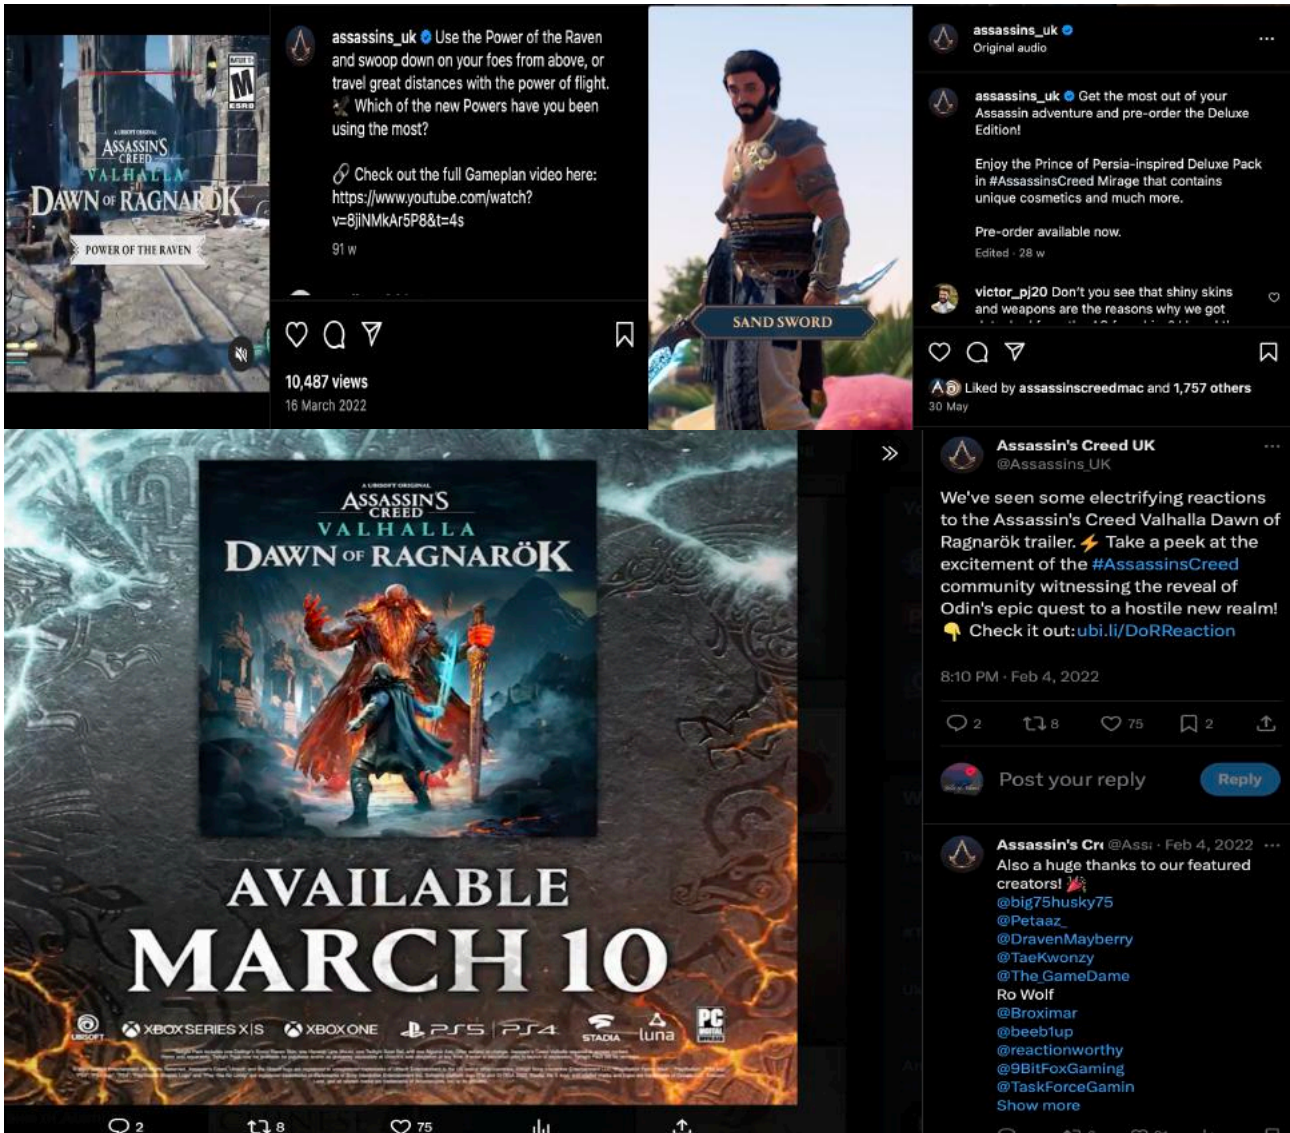 MATURE 17+
M
ESRB
A UBISOFT ORIGINAL
ASSASSIN'S
CREED
VALHALLA
DAWN OF RAGNARÖK
POWER OF THE RAVEN
assassins_uk Use the Power of the Raven
and swoop down on your foes from above, or
travel great distances with the power of flight.
Which of the new Powers have you been
using the most?
🔗 Check out the full Gameplan video here:
https://www.youtube.com/watch?
v=8jiNMkAr5P8&t=4s
91 w
10,487 views
16 March 2022
SAND SWORD
assassins_uk
Original audio
assassins_uk Get the most out of your
Assassin adventure and pre-order the Deluxe
Edition!
Enjoy the Prince of Persia-inspired Deluxe Pack
in #AssassinsCreed Mirage that contains
unique cosmetics and much more.
Pre-order available now.
Edited · 28 w
victor_pj20 Don't you see that shiny skins
and weapons are the reasons why we got
Liked by assassinscreedmac and 1,757 others
30 May
A UBISOFT ORIGINAL
ASSASSIN'S
CREED
VALHALLA
DAWN OF RAGNARÖK
AVAILABLE
MARCH 10
UBISOFT
XBOX SERIES X|S
XBOX ONE
PS5 | PS4
STADIA
luna
PC
DIGITAL
2
8
75
Assassin's Creed UK
@Assassins_UK
We've seen some electrifying reactions
to the Assassin's Creed Valhalla Dawn of
Ragnarök trailer. ⚡ Take a peek at the
excitement of the #AssassinsCreed
community witnessing the reveal of
Odin's epic quest to a hostile new realm!
👇 Check it out: ubi.li/DoRReaction
8:10 PM · Feb 4, 2022
2
8
75
2
Post your reply
Reply
Assassin's Cre @Assa · Feb 4, 2022
Also a huge thanks to our featured
creators! 🎉
@big75husky75
@Petaaz_
@DravenMayberry
@TaeKwonzy
@The_GameDame
Ro Wolf
@Broximar
@beeb1up
@reactionworthy
@9BitFoxGaming
@TaskForceGamin
Show more